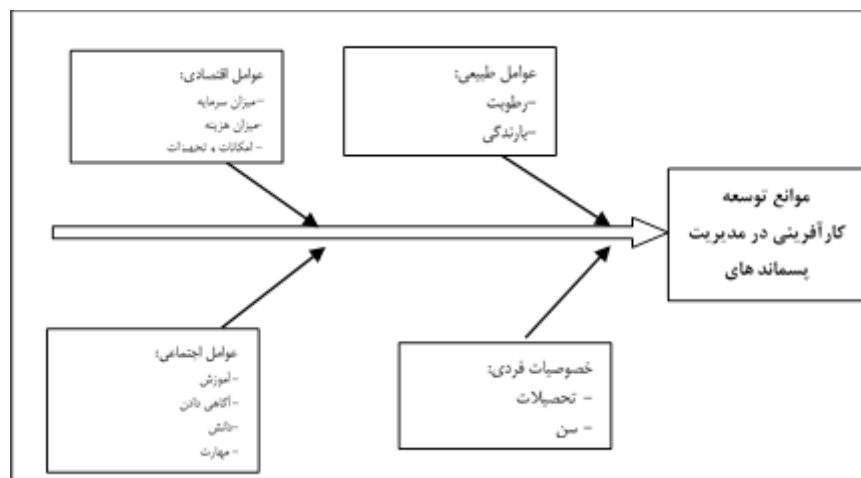 عوامل طبیعی:
-رطوبت
-بارندگی
عوامل اقتصادی:
-میزان سرمایه
-میزان هزینه
- امکانات و تجهیزات
موانع توسعه
کارآفرینی در مدیریت
پسماند های
خصوصیات فردی:
- تحصیلات
- سن
عوامل اجتماعی:
-آموزش
-آگاهی دادن
-دانش
- مهارت